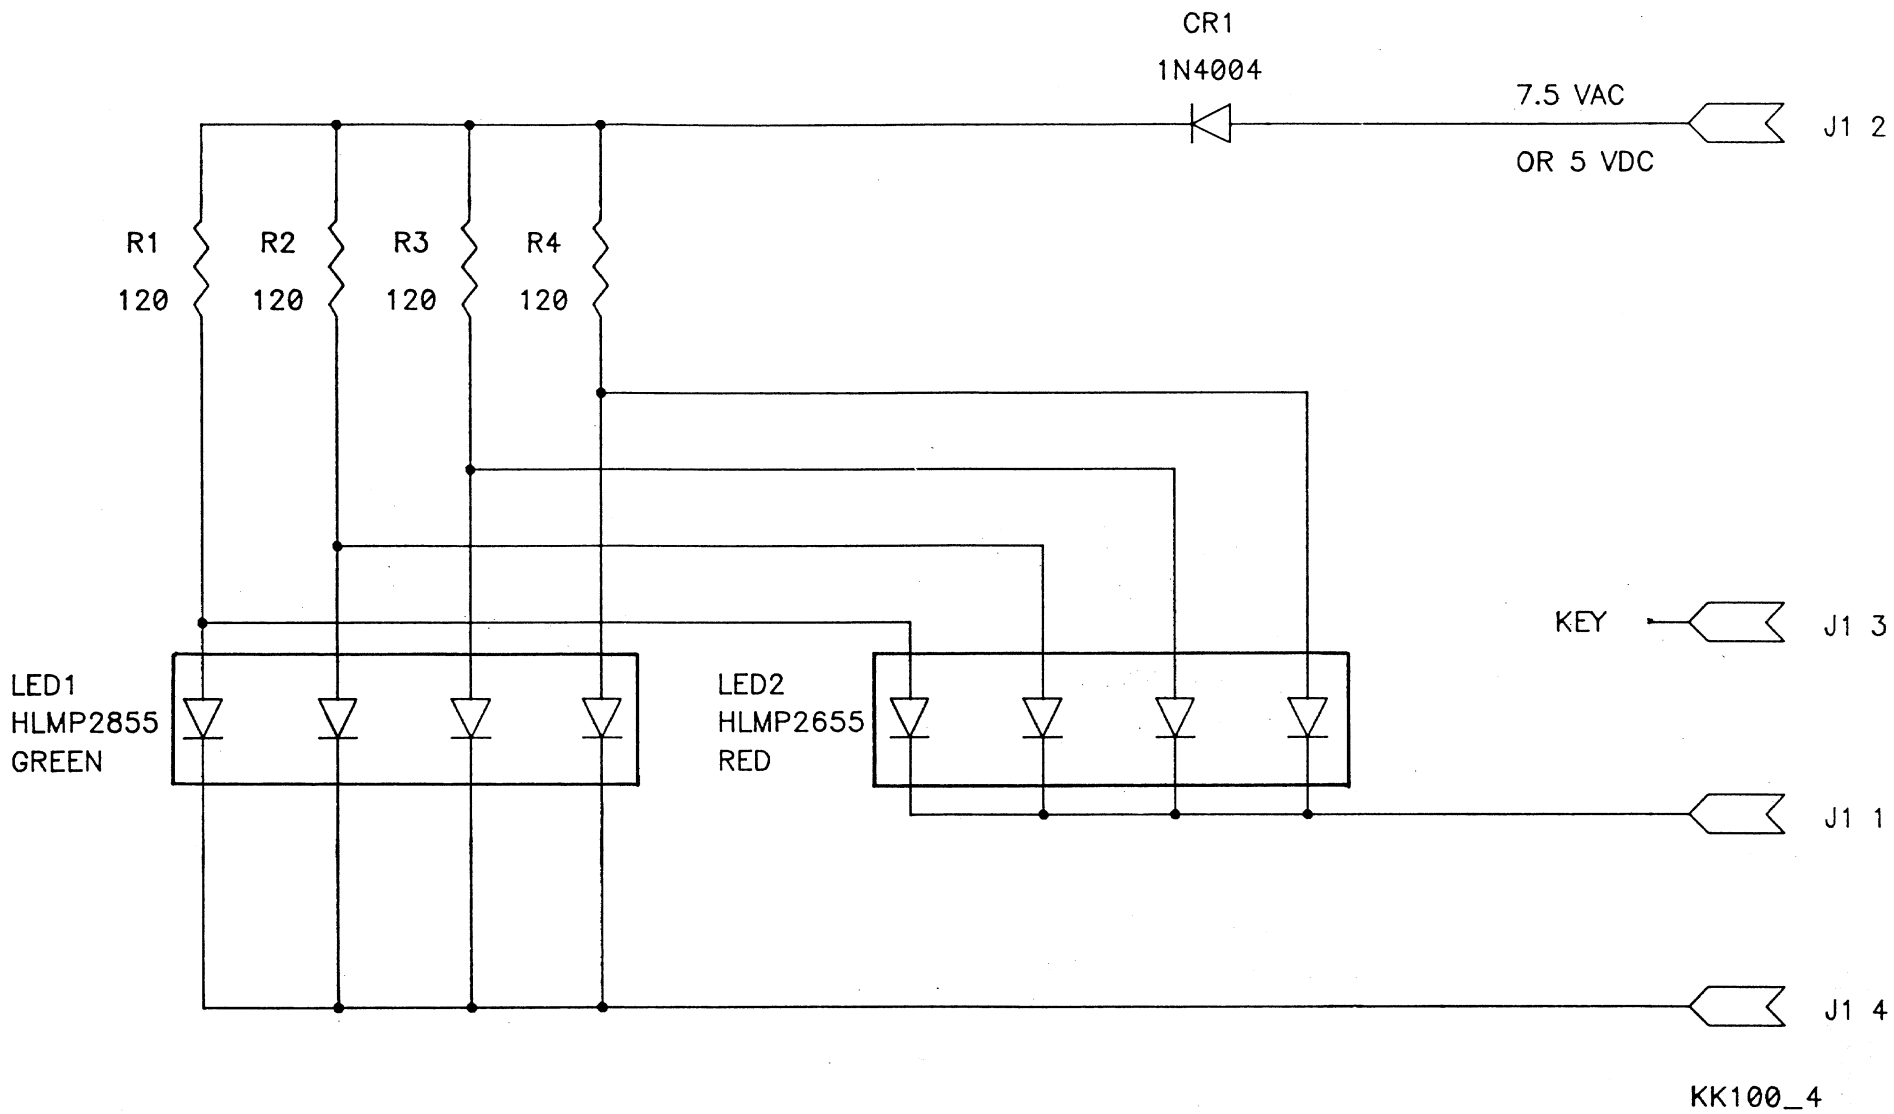 CR1
1N4004
7.5 VAC
J1 2
OR 5 VDC
R1
R2
R3
R4
120
120
120
120
KEY
J1 3
LED1
HLMP2855
GREEN
LED2
HLMP2655
RED
J1 1
J1 4
KK100_4